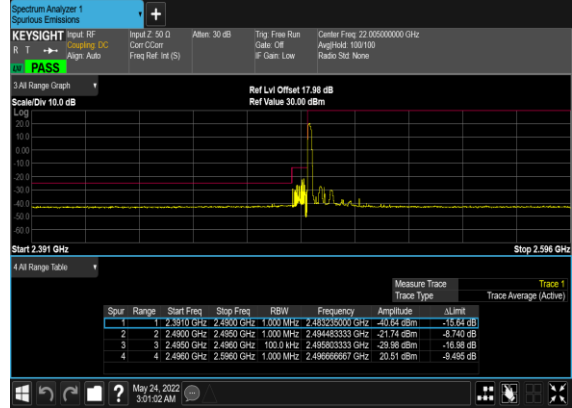 Spectrum Analyzer 1
Spurious Emissions
+
KEYSIGHT Input: RF Input Z: 50 Ω Atten: 30 dB Trig: Free Run Center Freq: 22.005000000 GHz
R T Coupling: DC Corr CCorr Gate: Off Avg|Hold: 100/100
Align: Auto Freq Ref: Int (S) IF Gain: Low Radio Std: None
LW PASS
3 All Range Graph
Ref Lvl Offset 17.98 dB
Scale/Div 10.0 dB Ref Value 30.00 dBm
Log
20.0
10.0
0.00
-10.0
-20.0
-30.0
-40.0
-50.0
-60.0
Start 2.391 GHz Stop 2.596 GHz
4 All Range Table
Measure Trace Trace 1
Trace Type Trace Average (Active)
Spur Range Start Freq Stop Freq RBW Frequency Amplitude ΔLimit
1 1 2.3910 GHz 2.4900 GHz 1.000 MHz 2.483235000 GHz -40.64 dBm -15.64 dB
2 2 2.4900 GHz 2.4950 GHz 1.000 MHz 2.494483333 GHz -21.74 dBm -8.740 dB
3 3 2.4950 GHz 2.4960 GHz 100.0 kHz 2.495803333 GHz -29.98 dBm -16.98 dB
4 4 2.4960 GHz 2.5960 GHz 1.000 MHz 2.496666667 GHz 20.51 dBm -9.495 dB
? May 24, 2022
3:01:02 AM